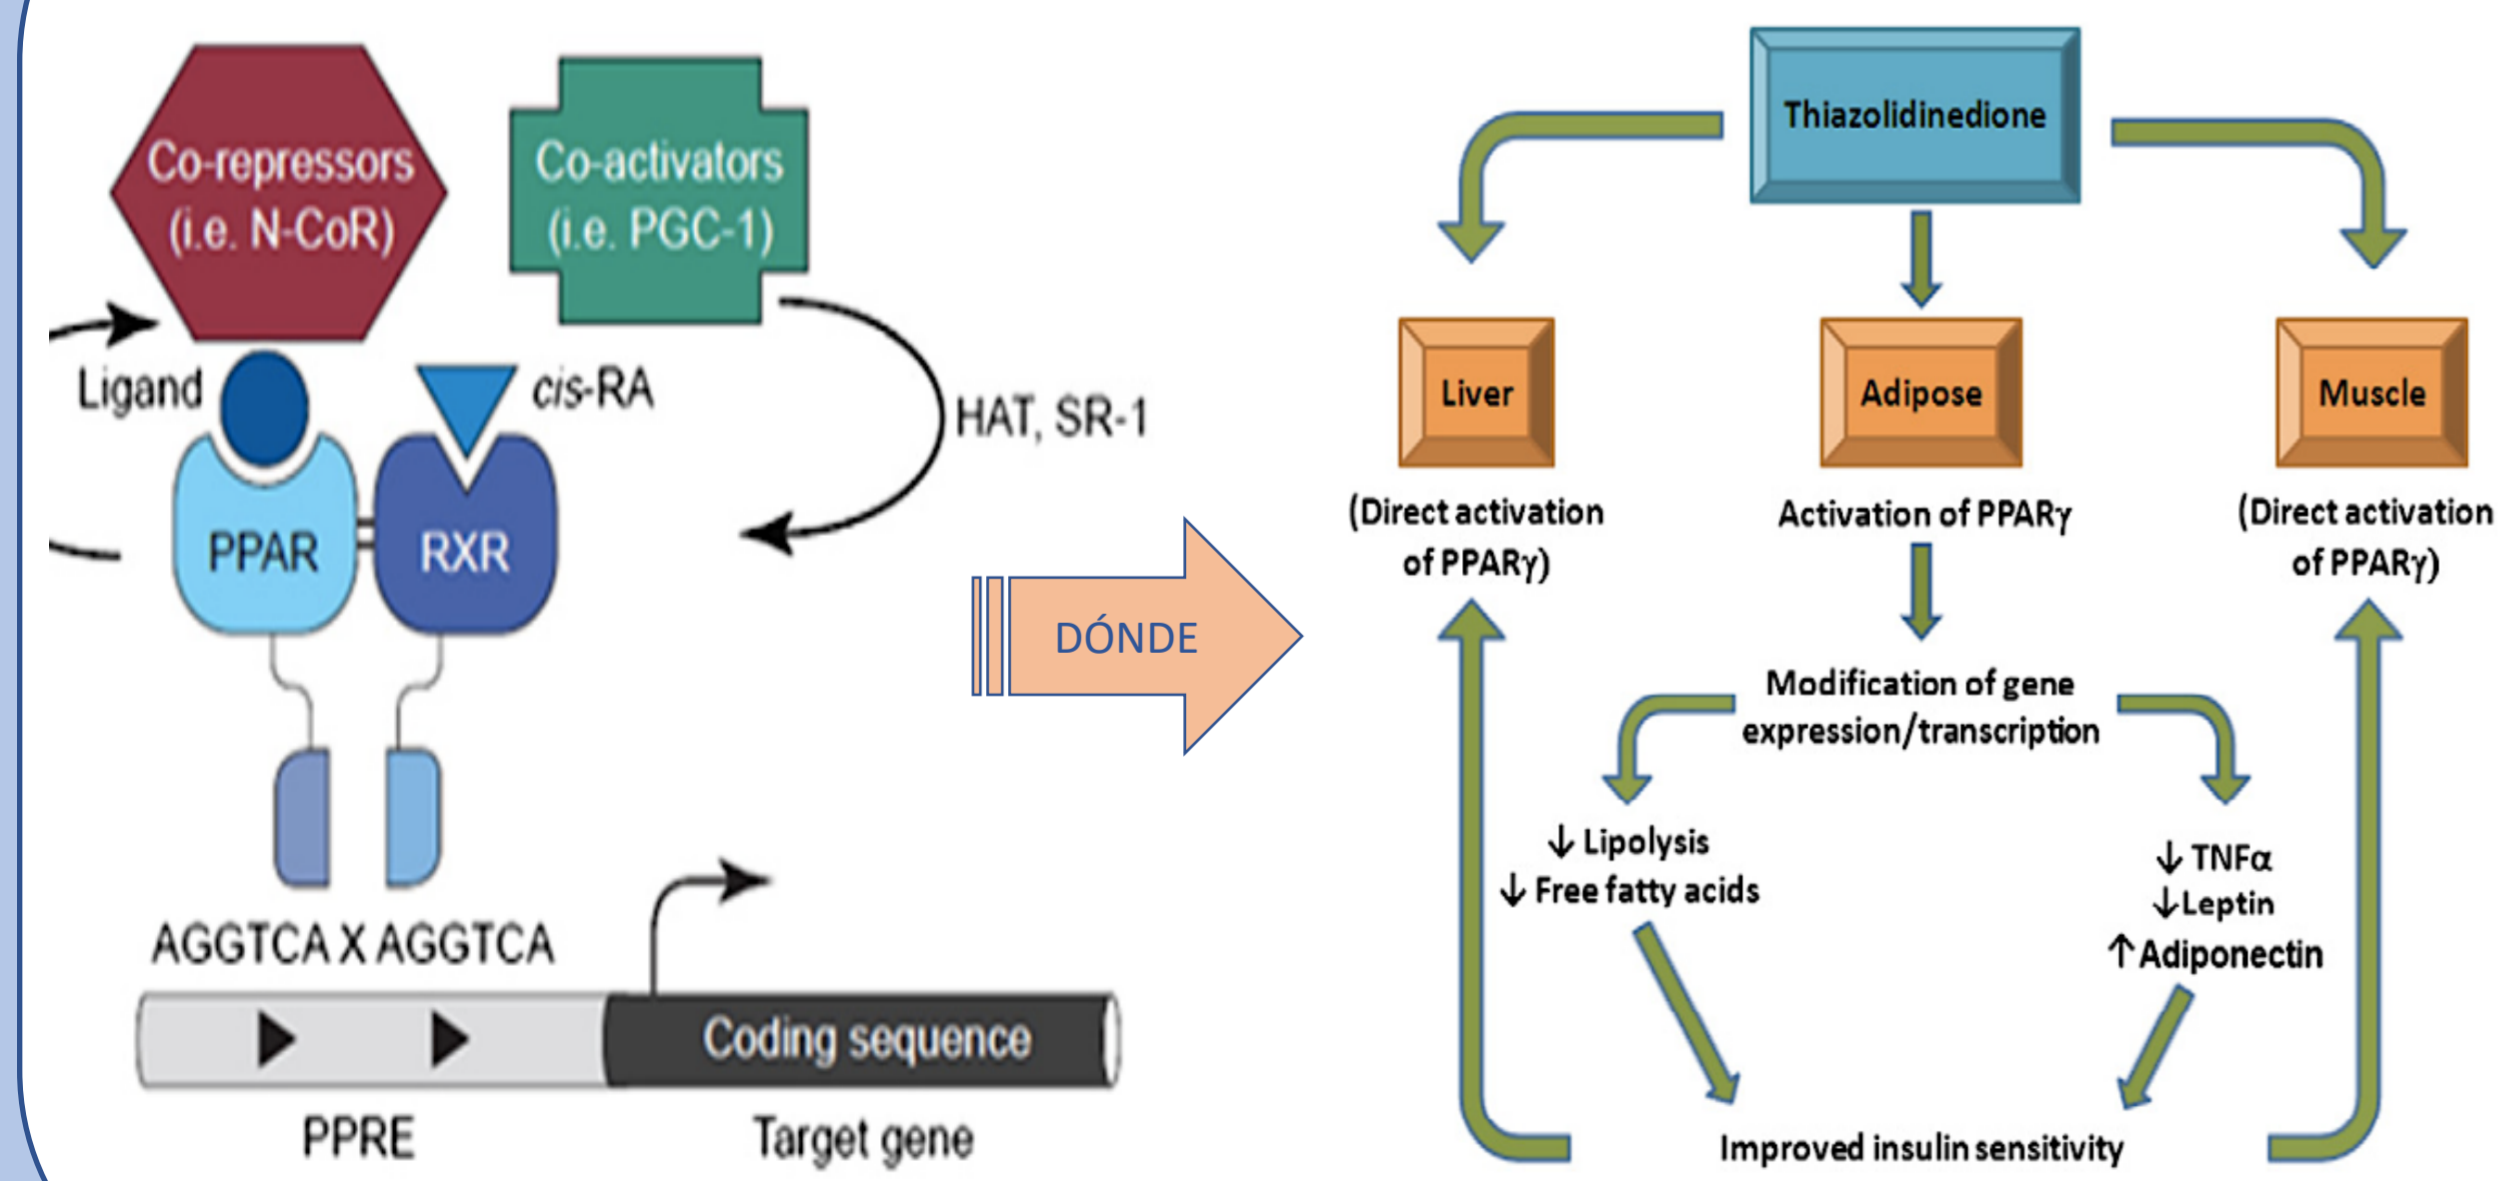 Co-repressors
(i.e. N-CoR)
Co-activators
(i.e. PGC-1)
Ligand
cis-RA
HAT, SR-1
PPAR
RXR
AGGTCA X AGGTCA
Coding sequence
PPRE
Target gene
DÓNDE
Thiazolidinedione
Liver
Adipose
Muscle
(Direct activation
of PPARγ)
Activation of PPARγ
(Direct activation
of PPARγ)
Modification of gene
expression/transcription
↓ Lipolysis
↓ Free fatty acids
↓ TNFα
↓Leptin
↑Adiponectin
Improved insulin sensitivity